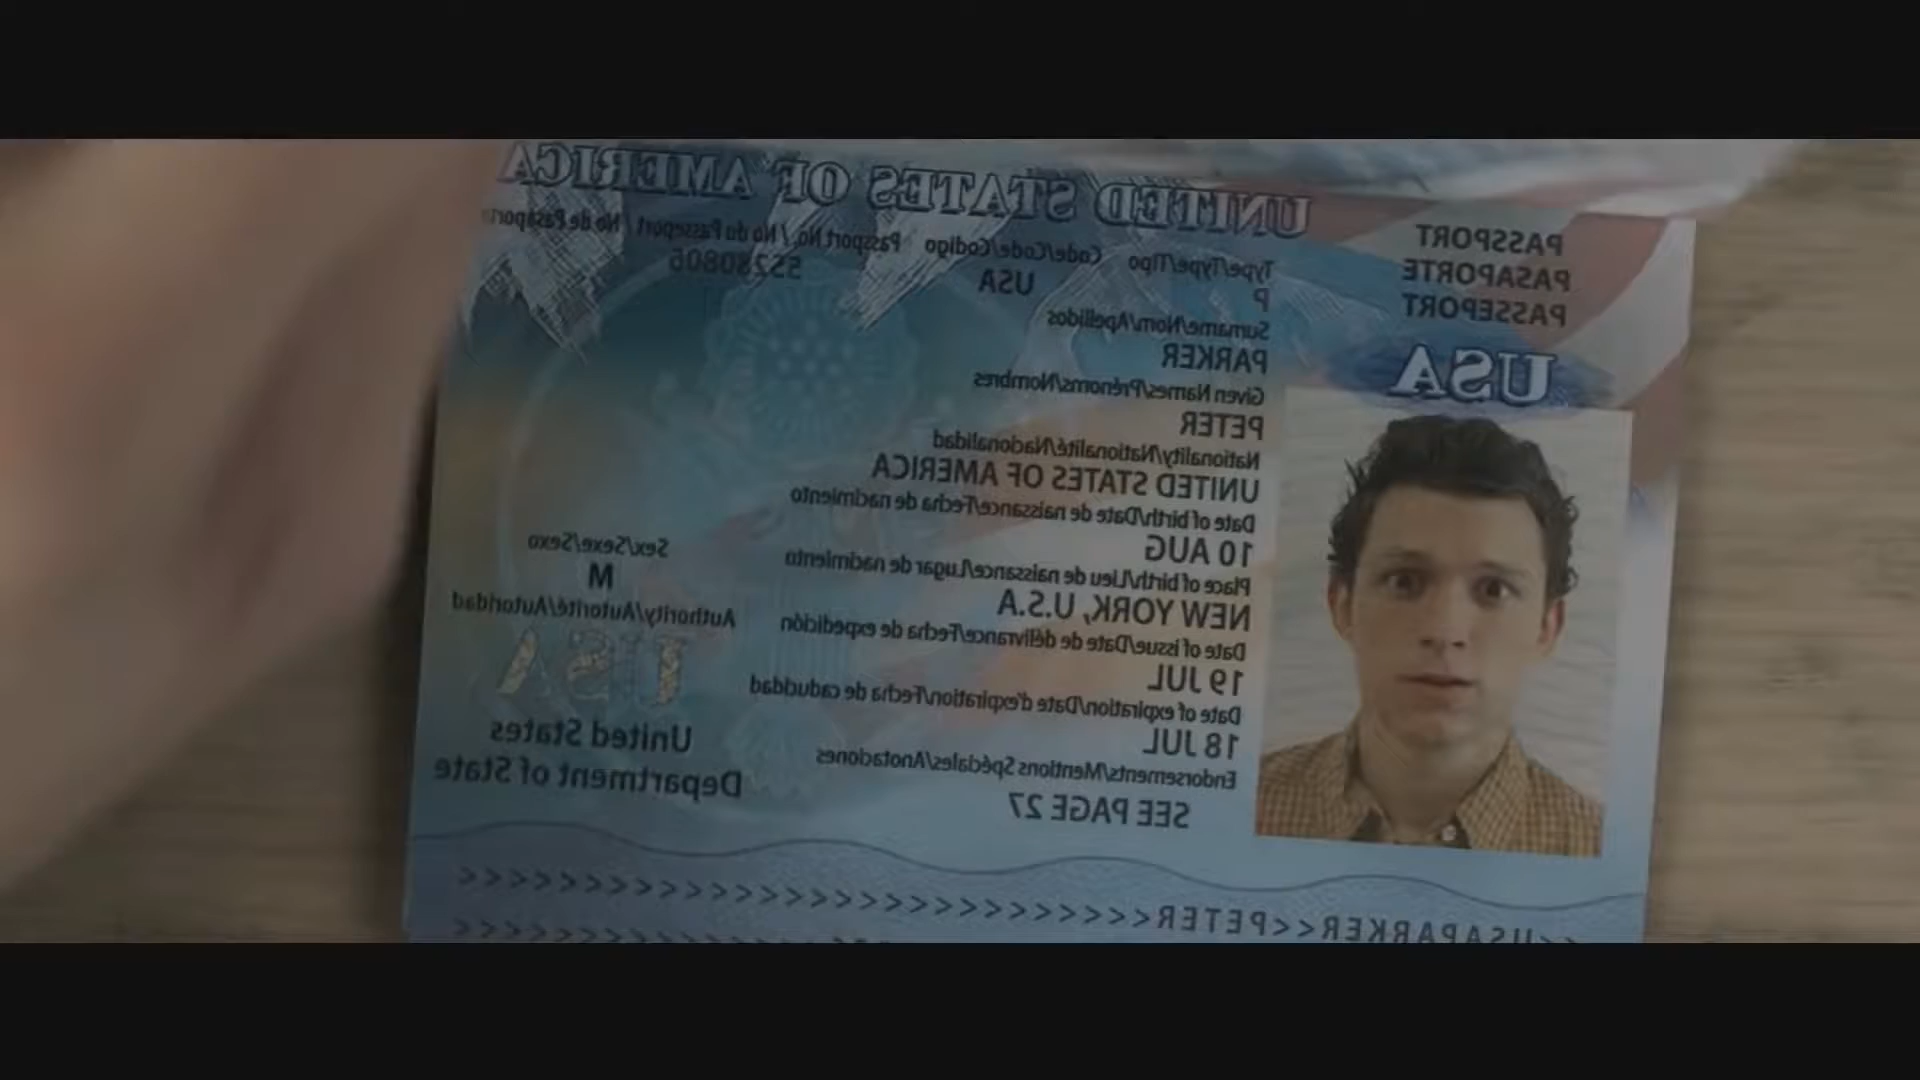 UNITED STATES OF AMERICA
PASSPORT
PASAPORTE
PASSEPORT
USA
Type/Type/Tipo
P
Code/Code/Codigo
USA
Passport No. / No du Passeport / No de Pasaporte
Surname/Nom/Apellidos
PARKER
Given Names/Prénoms/Nombres
PETER
Nationality/Nationalité/Nacionalidad
UNITED STATES OF AMERICA
Date of birth/Date de naissance/Fecha de nacimiento
10 AUG
Place of birth/Lieu de naissance/Lugar de nacimiento
NEW YORK, U.S.A.
Date of issue/Date de délivrance/Fecha de expedición
19 JUL
Date of expiration/Date d'expiration/Fecha de caducidad
18 JUL
Endorsements/Mentions Spéciales/Anotaciones
SEE PAGE 27
Sex/Sexe/Sexo
M
Authority/Autorité/Autoridad
USA
United States
Department of State
USAPARKER<<PETER<<<<<<<<<<<<<<<<<<<<<<<<<<<